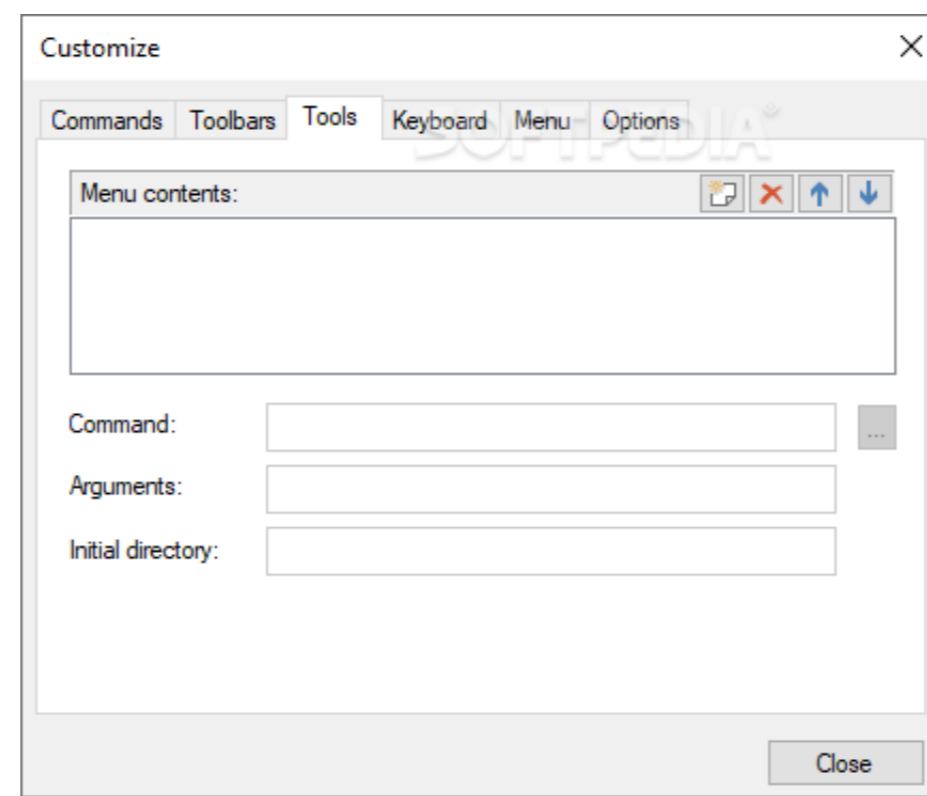 Customize
Commands Toolbars Tools Keyboard Menu Options
SOFTPEDIA®
Menu contents:
Command:
...
Arguments:
Initial directory:
Close